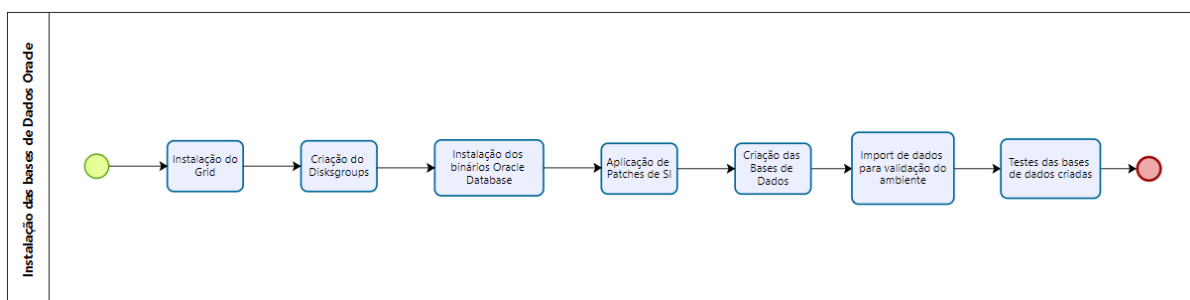 Instalação das bases de Dados Oracle
Instalação do
Grid
Criação do
Disksgroups
Instalação dos
binários Oracle
Database
Aplicação de
Patches de SI
Criação das
Bases de
Dados
Import de dados
para validação do
ambiente
Testes das bases
de dados criadas